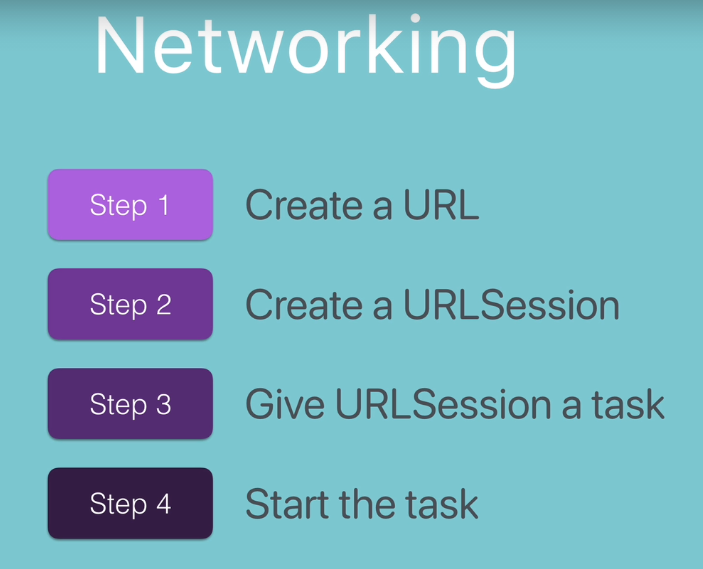 Networking
Step 1 Create a URL
Step 2 Create a URLSession
Step 3 Give URLSession a task
Step 4 Start the task